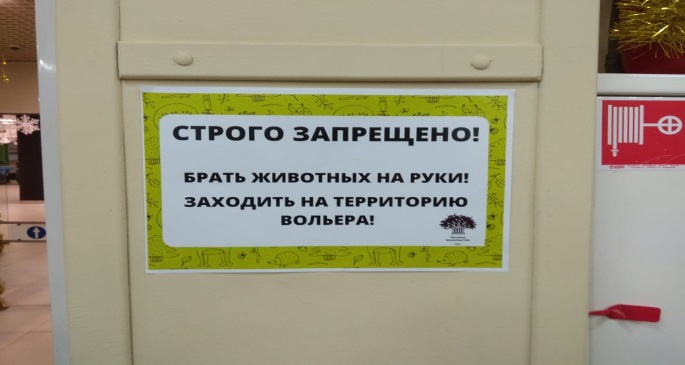 СТРОГО ЗАПРЕЩЕНО!
БРАТЬ ЖИВОТНЫХ НА РУКИ!
ЗАХОДИТЬ НА ТЕРРИТОРИЮ
ВОЛЬЕРА!